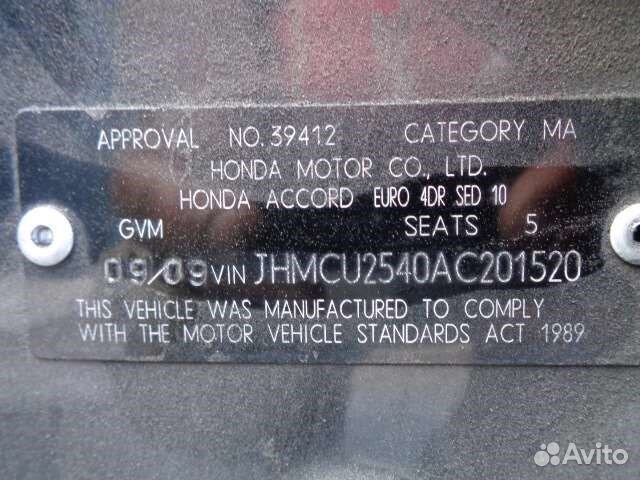 APPROVAL NO. 39412 CATEGORY MA
HONDA MOTOR CO., LTD.
HONDA ACCORD EURO 4DR SED 10
GVM SEATS 5
09/09 VIN JHMCU2540AC201520
THIS VEHICLE WAS MANUFACTURED TO COMPLY
WITH THE MOTOR VEHICLE STANDARDS ACT 1989
Avito